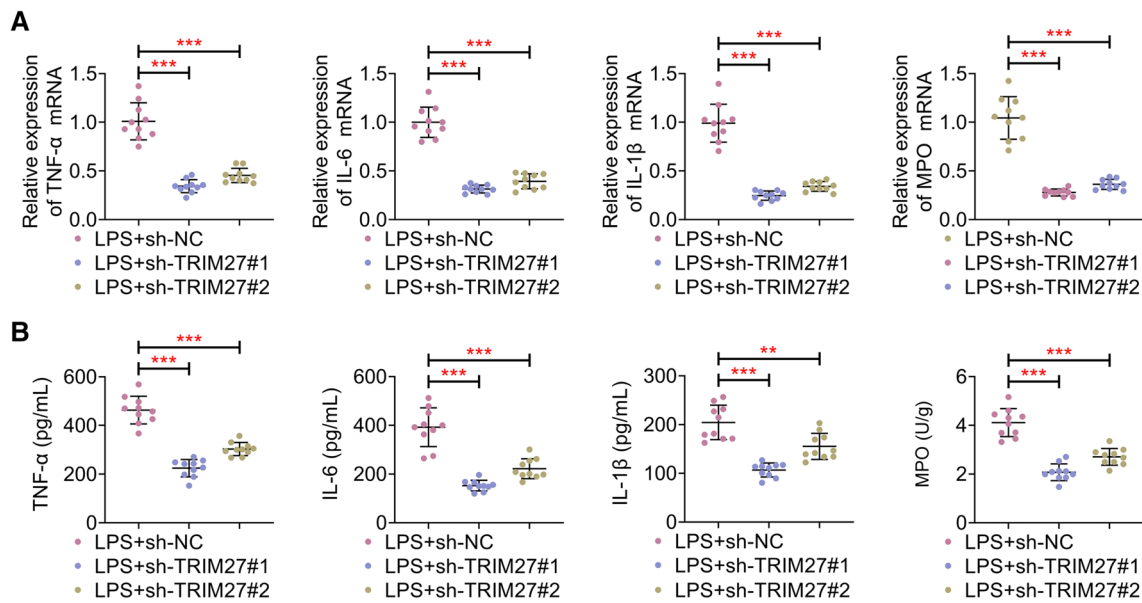 A
***
***
Relative expression
of TNF-α mRNA
1.5
1.0
0.5
0.0
LPS+sh-NC
LPS+sh-TRIM27#1
LPS+sh-TRIM27#2
***
***
Relative expression
of IL-6 mRNA
1.5
1.0
0.5
0.0
LPS+sh-NC
LPS+sh-TRIM27#1
LPS+sh-TRIM27#2
***
***
Relative expression
of IL-1β mRNA
1.5
1.0
0.5
0.0
LPS+sh-NC
LPS+sh-TRIM27#1
LPS+sh-TRIM27#2
***
***
Relative expression
of MPO mRNA
1.5
1.0
0.5
0.0
LPS+sh-NC
LPS+sh-TRIM27#1
LPS+sh-TRIM27#2
B
***
***
TNF-α (pg/mL)
600
400
200
0
LPS+sh-NC
LPS+sh-TRIM27#1
LPS+sh-TRIM27#2
***
***
IL-6 (pg/mL)
600
400
200
0
LPS+sh-NC
LPS+sh-TRIM27#1
LPS+sh-TRIM27#2
**
***
IL-1β (pg/mL)
300
200
100
0
LPS+sh-NC
LPS+sh-TRIM27#1
LPS+sh-TRIM27#2
***
***
MPO (U/g)
6
4
2
0
LPS+sh-NC
LPS+sh-TRIM27#1
LPS+sh-TRIM27#2